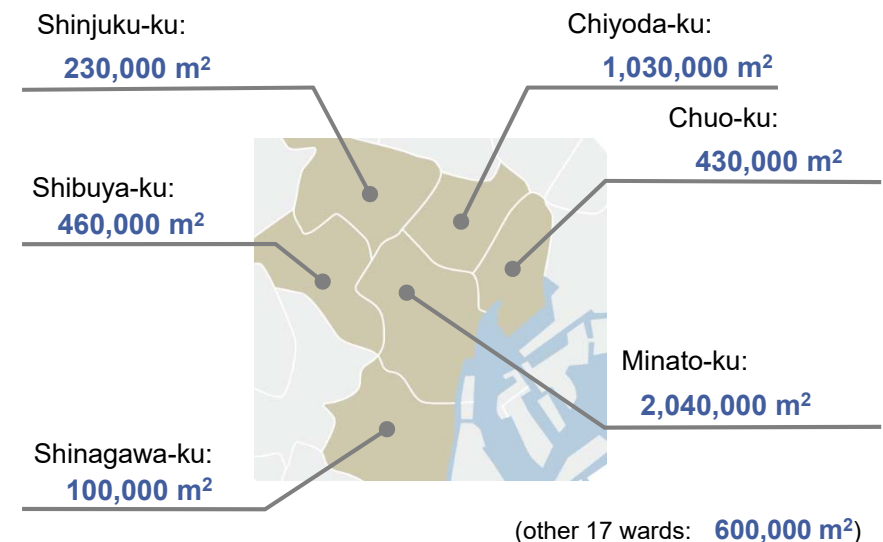 Shinjuku-ku:
230,000 m²
Chiyoda-ku:
1,030,000 m²
Chuo-ku:
430,000 m²
Shibuya-ku:
460,000 m²
Minato-ku:
2,040,000 m²
Shinagawa-ku:
100,000 m²
(other 17 wards: 600,000 m²)